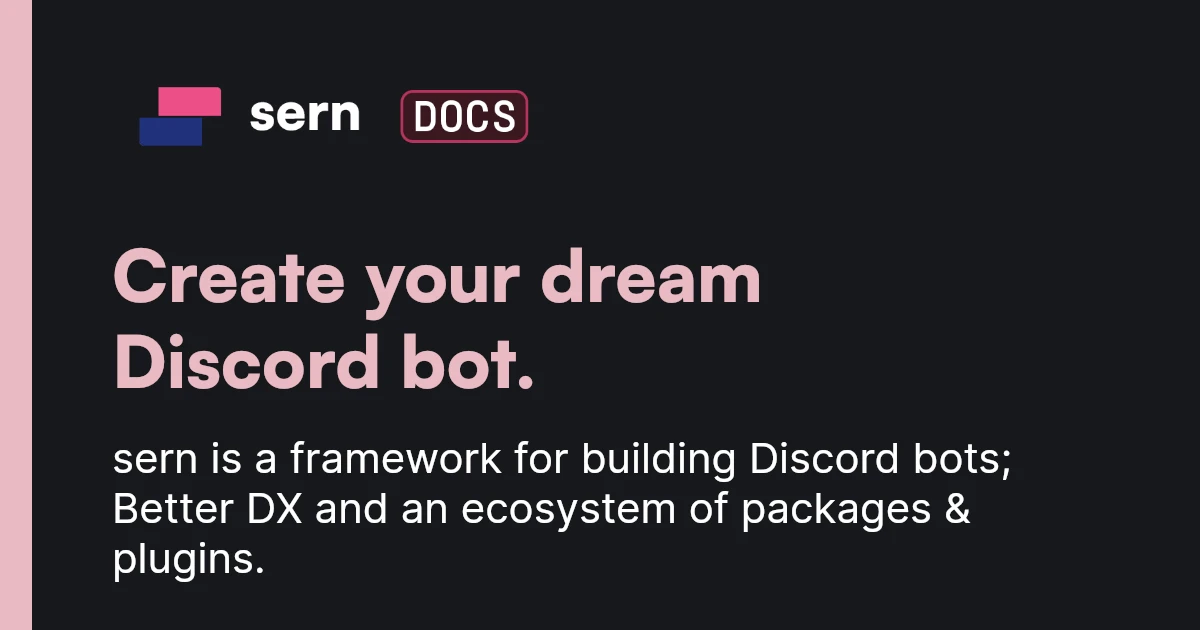 sern DOCS
Create your dream
Discord bot.
sern is a framework for building Discord bots;
Better DX and an ecosystem of packages &
plugins.